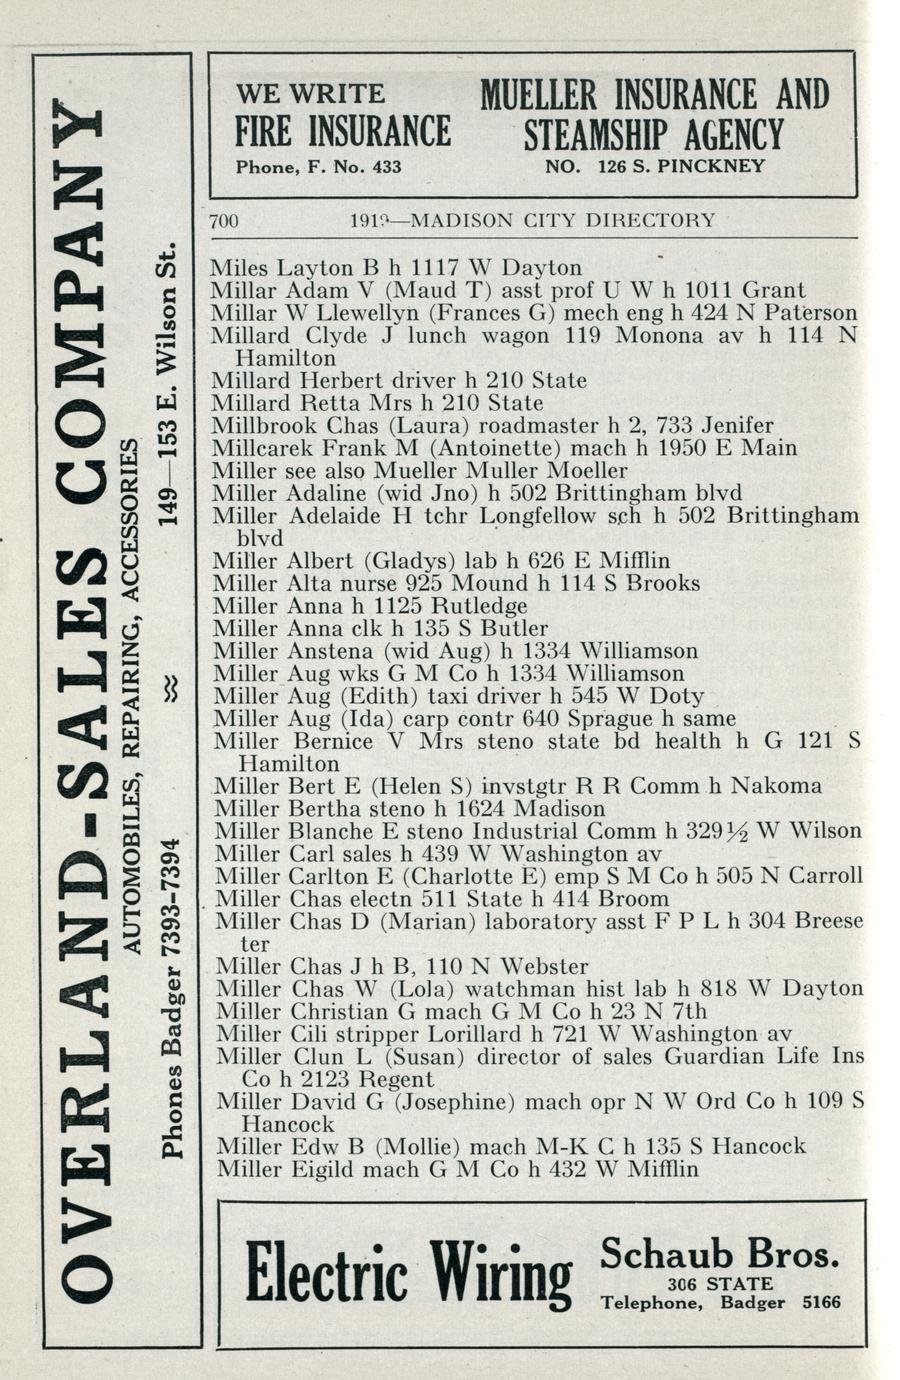 OVERLAND-SALES COMPANY
AUTOMOBILES, REPAIRING, ACCESSORIES
Phones Badger 7393-7394 149—153 E. Wilson St.
WE WRITE
FIRE INSURANCE
Phone, F. No. 433
MUELLER INSURANCE AND
STEAMSHIP AGENCY
NO. 126 S. PINCKNEY
700 1919—MADISON CITY DIRECTORY
Miles Layton B h 1117 W Dayton
Millar Adam V (Maud T) asst prof U W h 1011 Grant
Millar W Llewellyn (Frances G) mech eng h 424 N Paterson
Millard Clyde J lunch wagon 119 Monona av h 114 N
Hamilton
Millard Herbert driver h 210 State
Millard Retta Mrs h 210 State
Millbrook Chas (Laura) roadmaster h 2, 733 Jenifer
Millcarek Frank M (Antoinette) mach h 1950 E Main
Miller see also Mueller Muller Moeller
Miller Adaline (wid Jno) h 502 Brittingham blvd
Miller Adelaide H tchr Longfellow sch h 502 Brittingham
blvd
Miller Albert (Gladys) lab h 626 E Mifflin
Miller Alta nurse 925 Mound h 114 S Brooks
Miller Anna h 1125 Rutledge
Miller Anna clk h 135 S Butler
Miller Anstena (wid Aug) h 1334 Williamson
Miller Aug wks G M Co h 1334 Williamson
Miller Aug (Edith) taxi driver h 545 W Doty
Miller Aug (Ida) carp contr 640 Sprague h same
Miller Bernice V Mrs steno state bd health h G 121 S
Hamilton
Miller Bert E (Helen S) invstgtr R R Comm h Nakoma
Miller Bertha steno h 1624 Madison
Miller Blanche E steno Industrial Comm h 329½ W Wilson
Miller Carl sales h 439 W Washington av
Miller Carlton E (Charlotte E) emp S M Co h 505 N Carroll
Miller Chas electn 511 State h 414 Broom
Miller Chas D (Marian) laboratory asst F P L h 304 Breese
ter
Miller Chas J h B, 110 N Webster
Miller Chas W (Lola) watchman hist lab h 818 W Dayton
Miller Christian G mach G M Co h 23 N 7th
Miller Cili stripper Lorillard h 721 W Washington av
Miller Clun L (Susan) director of sales Guardian Life Ins
Co h 2123 Regent
Miller David G (Josephine) mach opr N W Ord Co h 109 S
Hancock
Miller Edw B (Mollie) mach M-K C h 135 S Hancock
Miller Eigild mach G M Co h 432 W Mifflin
Electric Wiring
Schaub Bros.
306 STATE
Telephone, Badger 5166